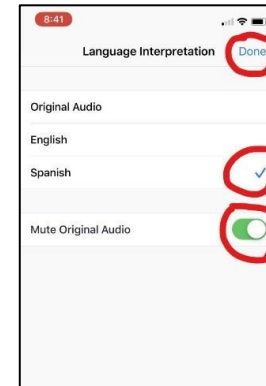 8:41
Language Interpretation Done
Original Audio
English
Spanish
Mute Original Audio